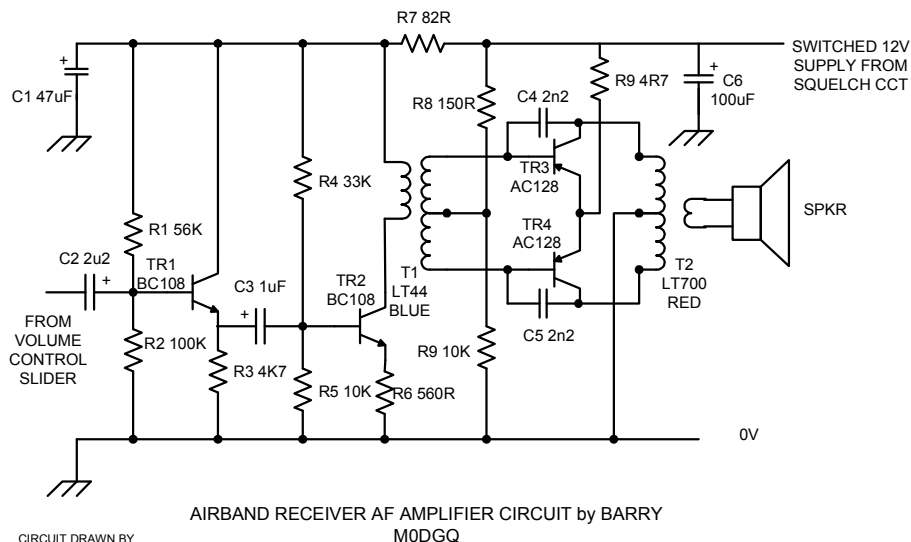 R7 82R
SWITCHED 12V
SUPPLY FROM
SQUELCH CCT
+
C1 47uF
R9 4R7
+
C6
100uF
C4 2n2
R8 150R
TR3
AC128
R4 33K
SPKR
R1 56K
TR4
AC128
C2 2u2
+
TR1
BC108
C3 1uF
+
TR2
BC108
T1
LT44
BLUE
T2
LT700
RED
C5 2n2
FROM
VOLUME
CONTROL
SLIDER
R2 100K
R3 4K7
R5 10K
R6 560R
R9 10K
0V
AIRBAND RECEIVER AF AMPLIFIER CIRCUIT by BARRY
M0DGQ
CIRCUIT DRAWN BY